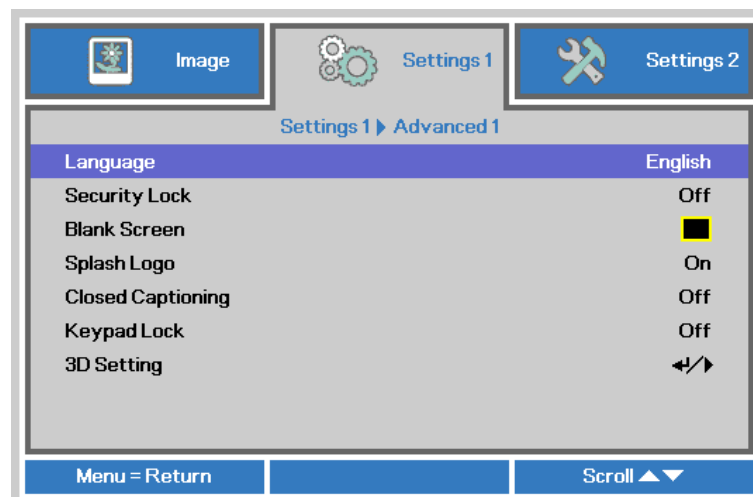 Image Settings 1 Settings 2
Settings 1 Advanced 1
Language English
Security Lock Off
Blank Screen
Splash Logo On
Closed Captioning Off
Keypad Lock Off
3D Setting
Menu = Return Scroll